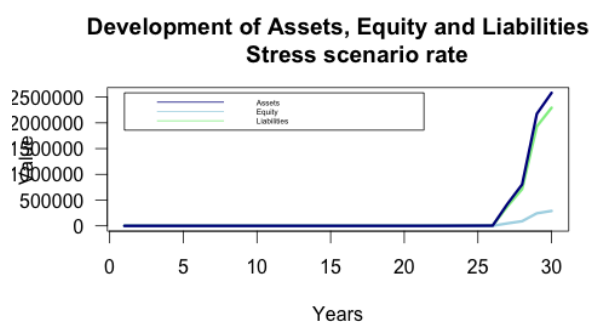 Development of Assets, Equity and Liabilities
Stress scenario rate
Assets
Equity
Liabilities
Value
2500000
2000000
1500000
1000000
500000
0
0 5 10 15 20 25 30
Years